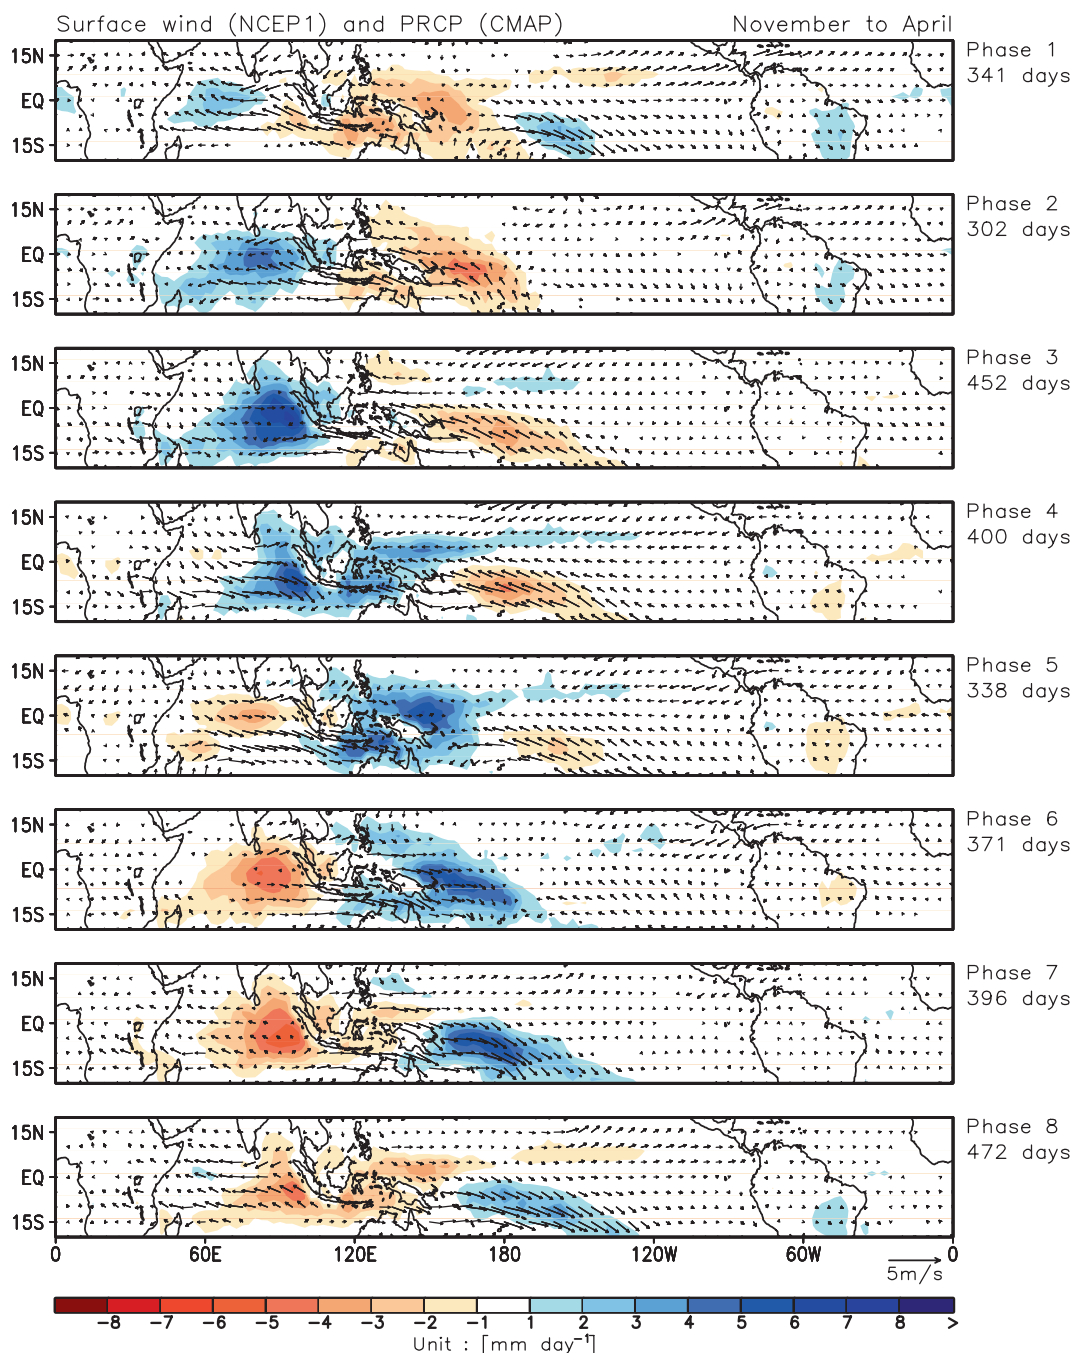 Surface wind (NCEP1) and PRCP (CMAP) November to April
Phase 1
341 days
15N
EQ
15S
Phase 2
302 days
15N
EQ
15S
Phase 3
452 days
15N
EQ
15S
Phase 4
400 days
15N
EQ
15S
Phase 5
338 days
15N
EQ
15S
Phase 6
371 days
15N
EQ
15S
Phase 7
396 days
15N
EQ
15S
Phase 8
472 days
15N
EQ
15S
0 60E 120E 180 120W 60W 0
5m/s
-8 -7 -6 -5 -4 -3 -2 -1 1 2 3 4 5 6 7 8 >
Unit : [mm day⁻¹]